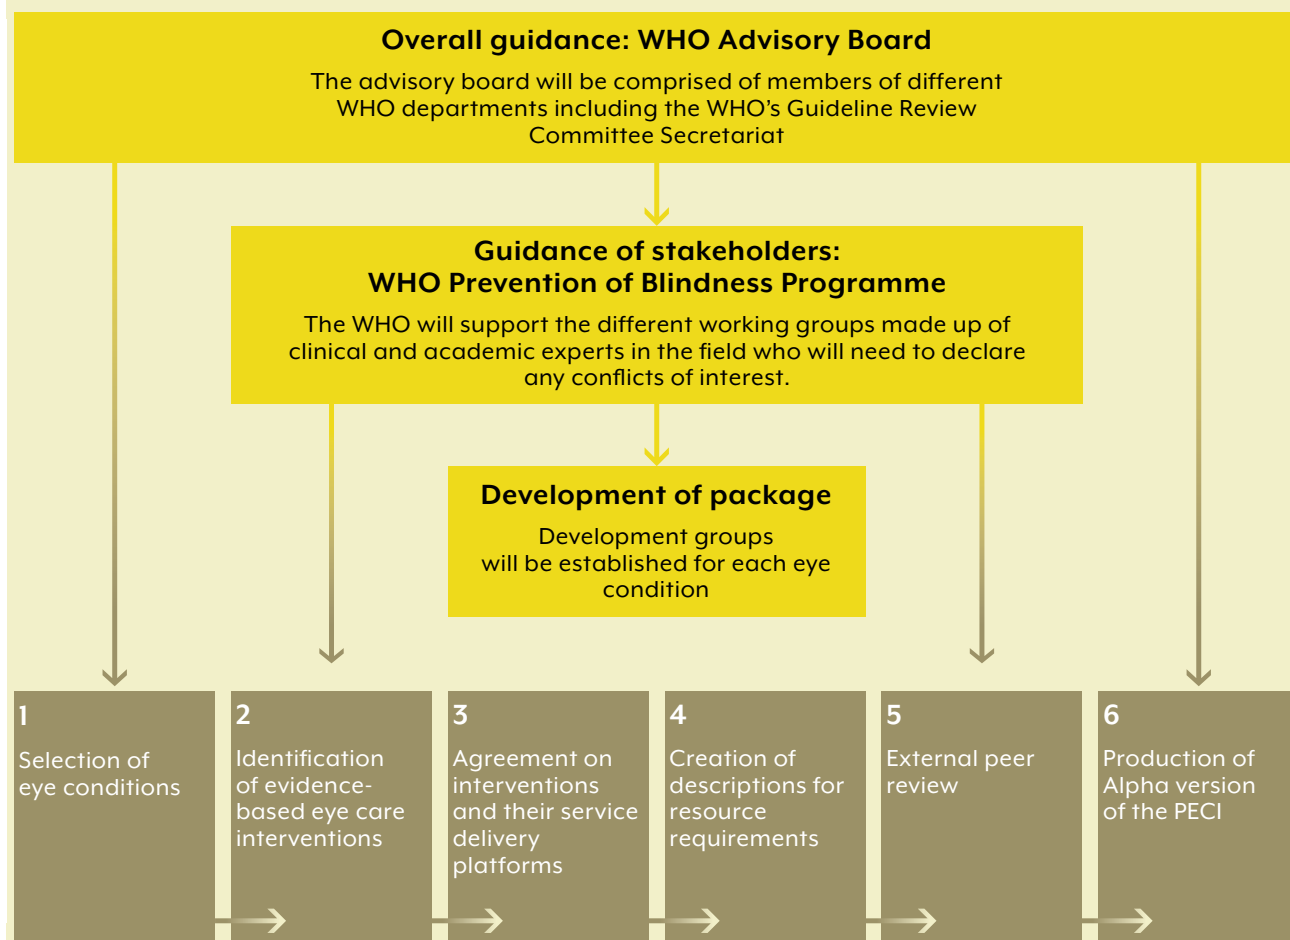 Overall guidance: WHO Advisory Board
The advisory board will be comprised of members of different
WHO departments including the WHO’s Guideline Review
Committee Secretariat
Guidance of stakeholders:
WHO Prevention of Blindness Programme
The WHO will support the different working groups made up of
clinical and academic experts in the field who will need to declare
any conflicts of interest.
Development of package
Development groups
will be established for each eye
condition
1
Selection of
eye conditions
2
Identification
of evidence-
based eye care
interventions
3
Agreement on
interventions
and their service
delivery
platforms
4
Creation of
descriptions for
resource
requirements
5
External peer
review
6
Production of
Alpha version
of the PECI